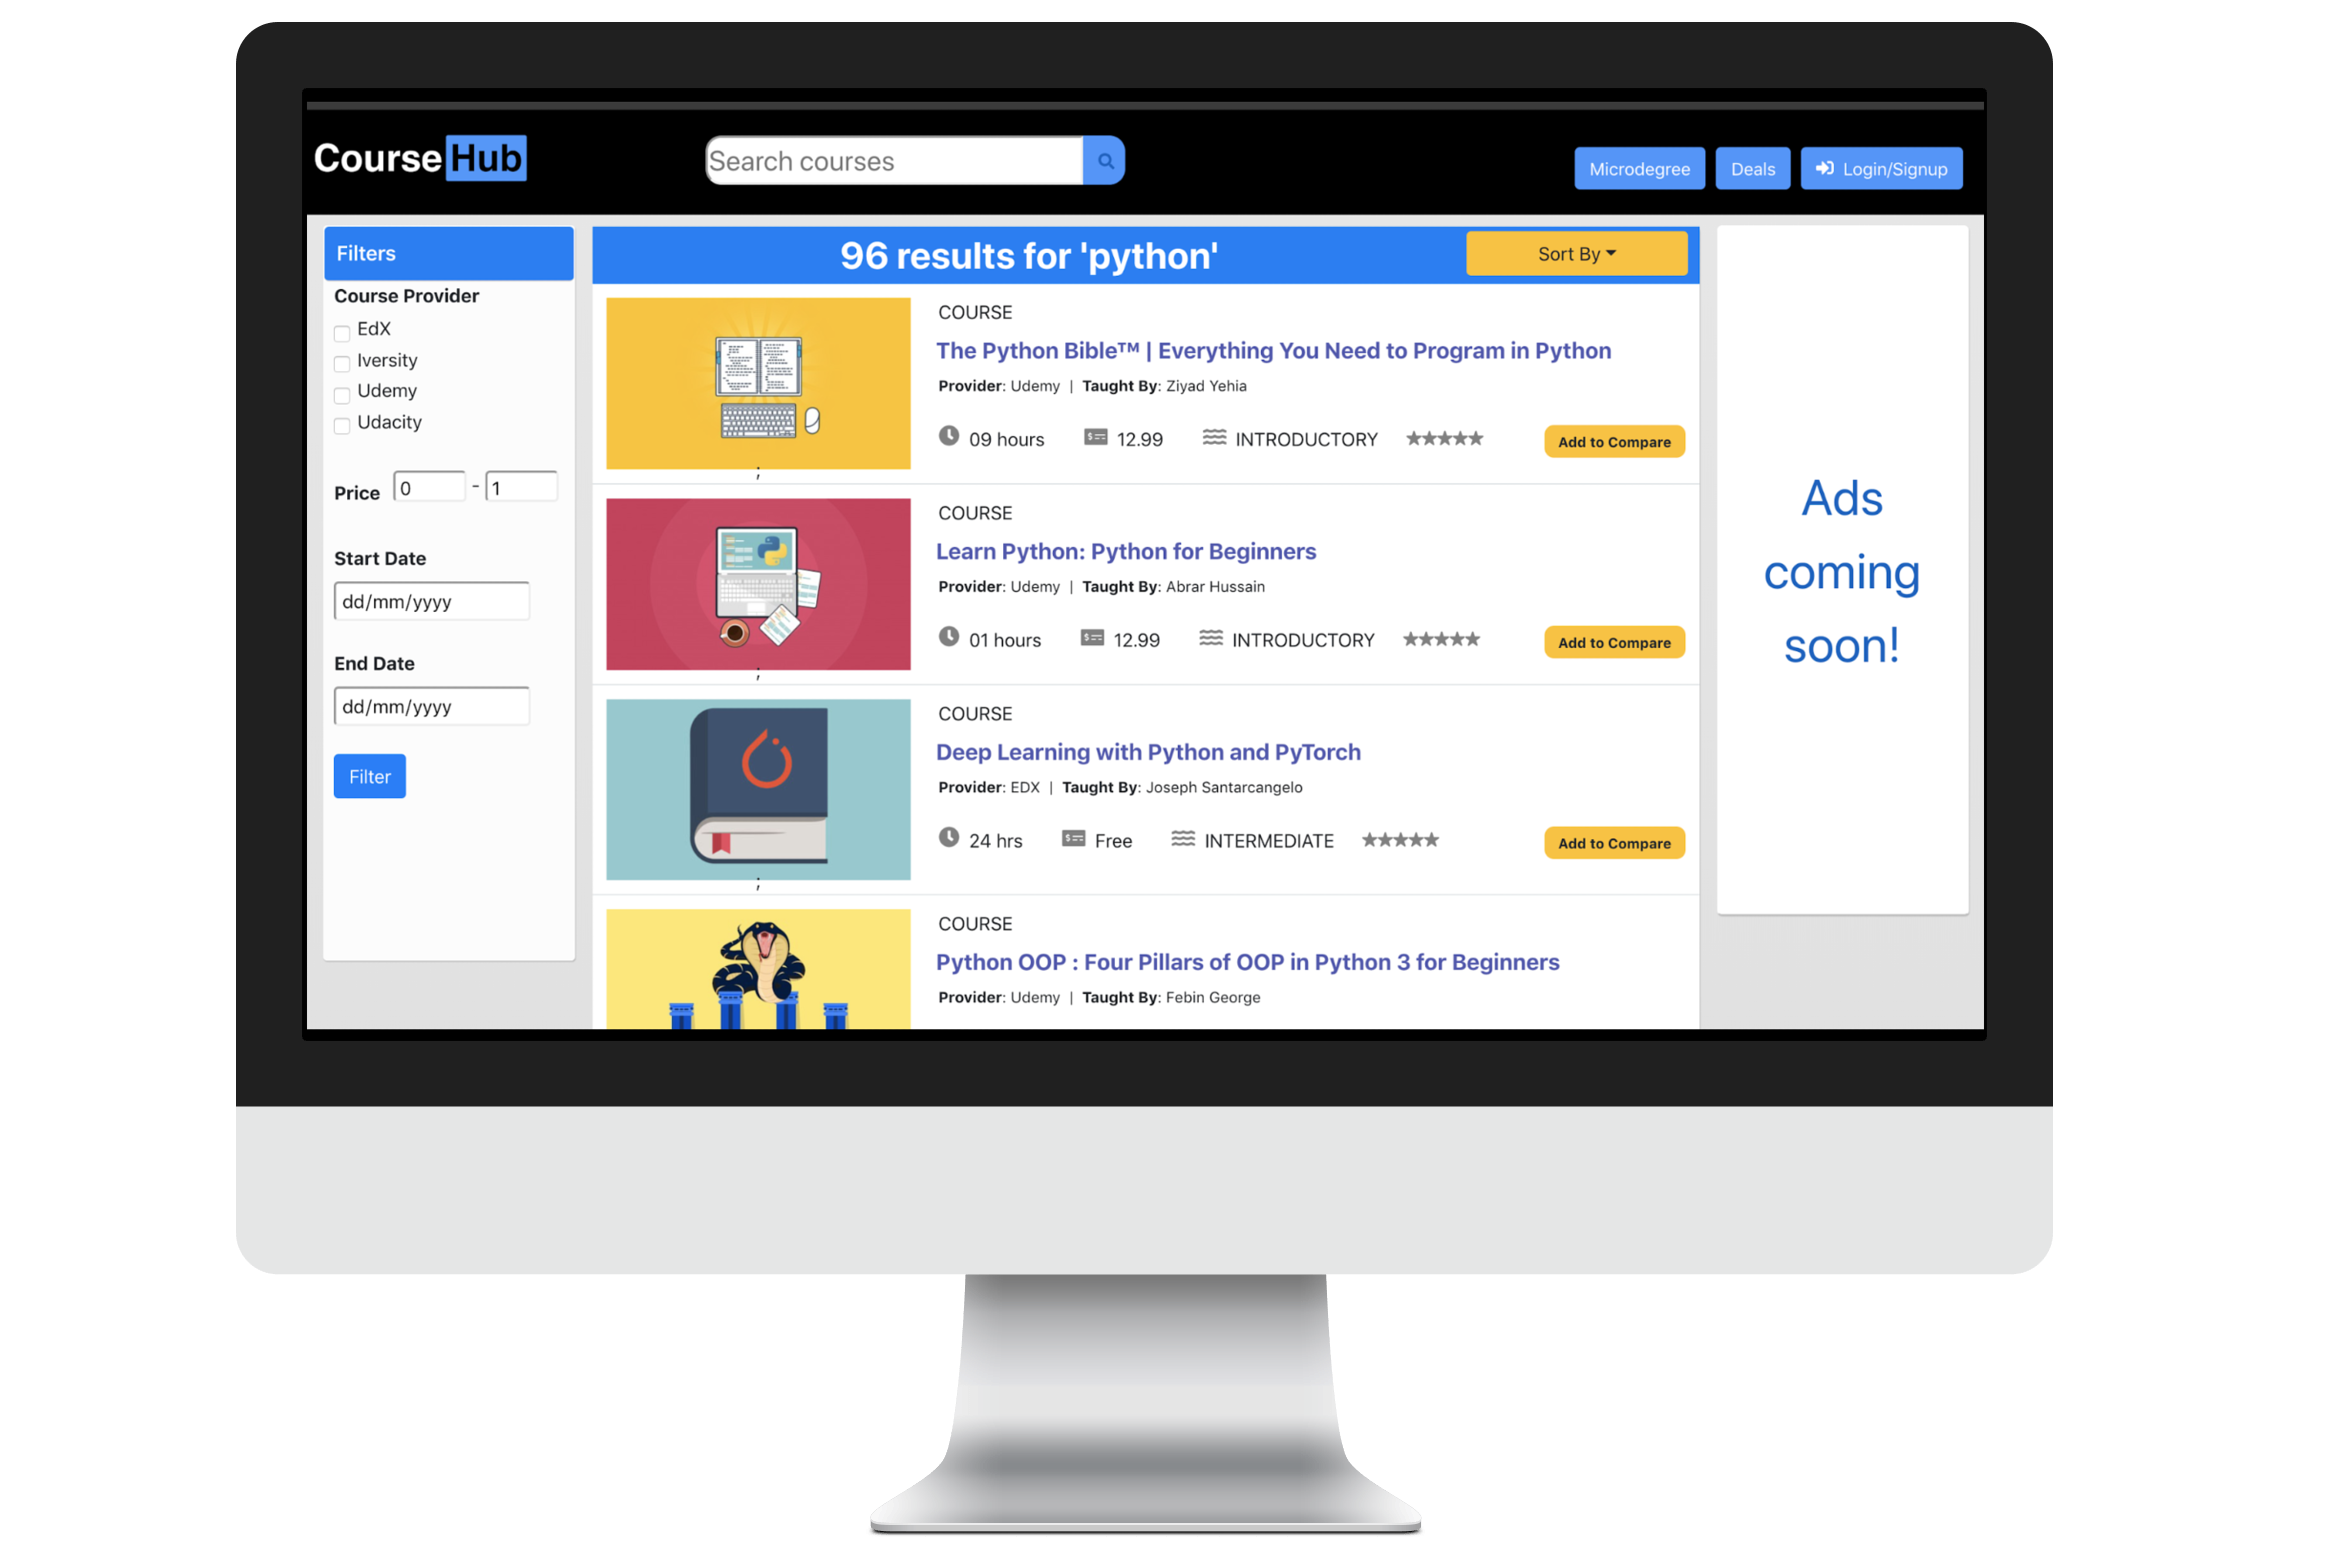 Course Hub
Search courses
Microdegree
Deals
Login/Signup
Filters
Course Provider
EdX
Iversity
Udemy
Udacity
Price 0 - 1
Start Date
dd/mm/yyyy
End Date
dd/mm/yyyy
Filter
96 results for 'python'
Sort By
COURSE
The Python Bible™ | Everything You Need to Program in Python
Provider: Udemy | Taught By: Ziyad Yehia
09 hours 12.99 INTRODUCTORY
Add to Compare
;
COURSE
Learn Python: Python for Beginners
Provider: Udemy | Taught By: Abrar Hussain
01 hours 12.99 INTRODUCTORY
Add to Compare
;
COURSE
Deep Learning with Python and PyTorch
Provider: EDX | Taught By: Joseph Santarcangelo
24 hrs Free INTERMEDIATE
Add to Compare
;
COURSE
Python OOP : Four Pillars of OOP in Python 3 for Beginners
Provider: Udemy | Taught By: Febin George
Ads
coming
soon!